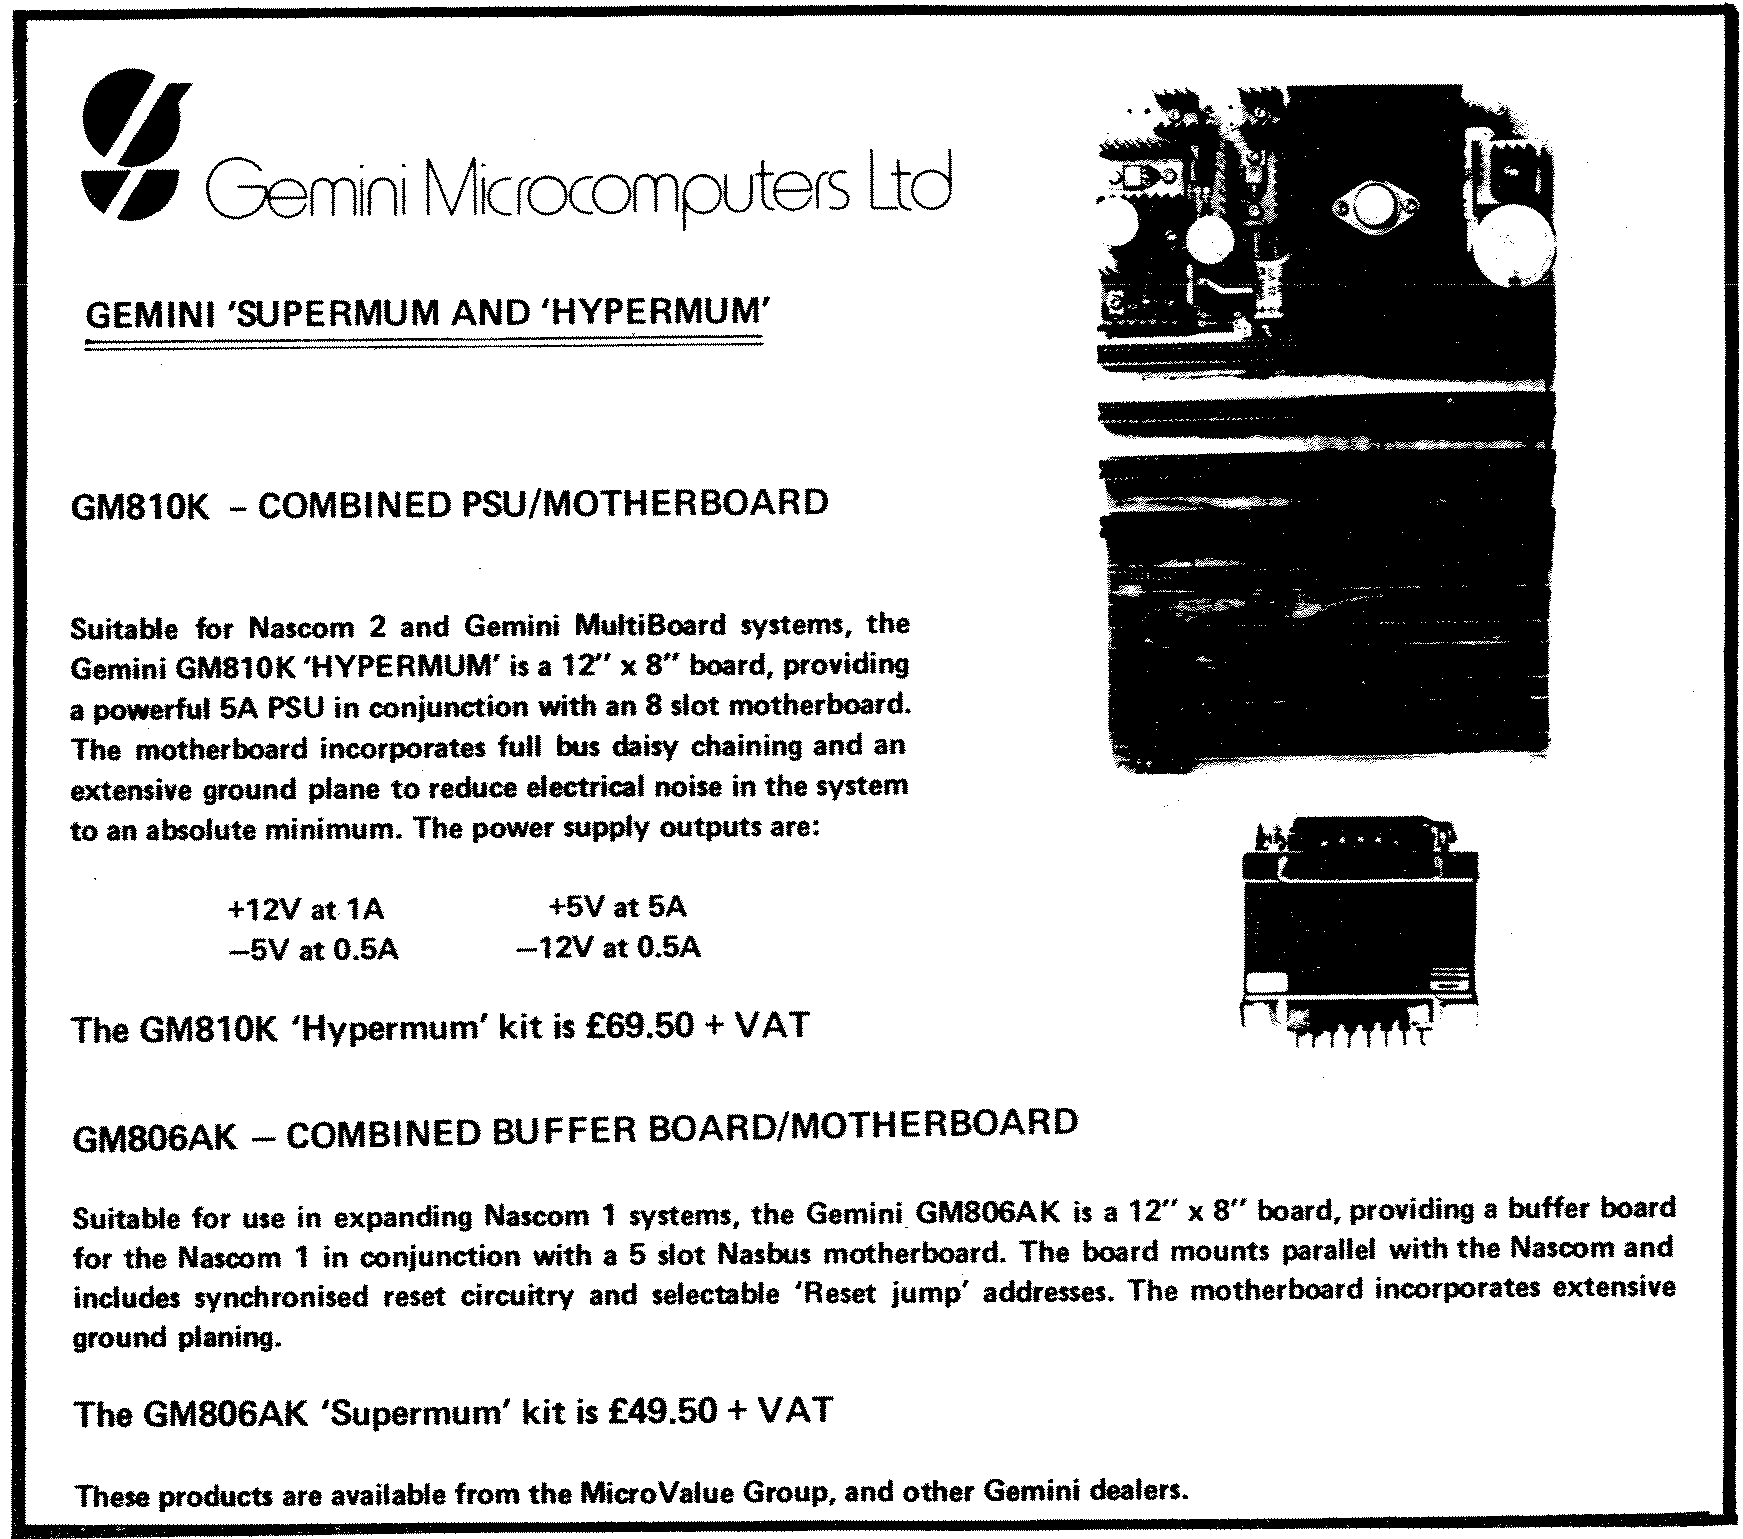 Gemini Microcomputers Ltd
GEMINI ‘SUPERMUM AND ‘HYPERMUM’
GM810K – COMBINED PSU/MOTHERBOARD
Suitable for Nascom 2 and Gemini MultiBoard systems, the
Gemini GM810K ‘HYPERMUM’ is a 12” x 8” board, providing
a powerful 5A PSU in conjunction with an 8 slot motherboard.
The motherboard incorporates full bus daisy chaining and an
extensive ground plane to reduce electrical noise in the system
to an absolute minimum. The power supply outputs are:
+12V at 1A +5V at 5A
–5V at 0.5A –12V at 0.5A
The GM810K ‘Hypermum’ kit is £69.50 + VAT
GM806AK – COMBINED BUFFER BOARD/MOTHERBOARD
Suitable for use in expanding Nascom 1 systems, the Gemini GM806AK is a 12” x 8” board, providing a buffer board
for the Nascom 1 in conjunction with a 5 slot Nasbus motherboard. The board mounts parallel with the Nascom and
includes synchronised reset circuitry and selectable ‘Reset jump’ addresses. The motherboard incorporates extensive
ground planing.
The GM806AK ‘Supermum’ kit is £49.50 + VAT
These products are available from the MicroValue Group, and other Gemini dealers.